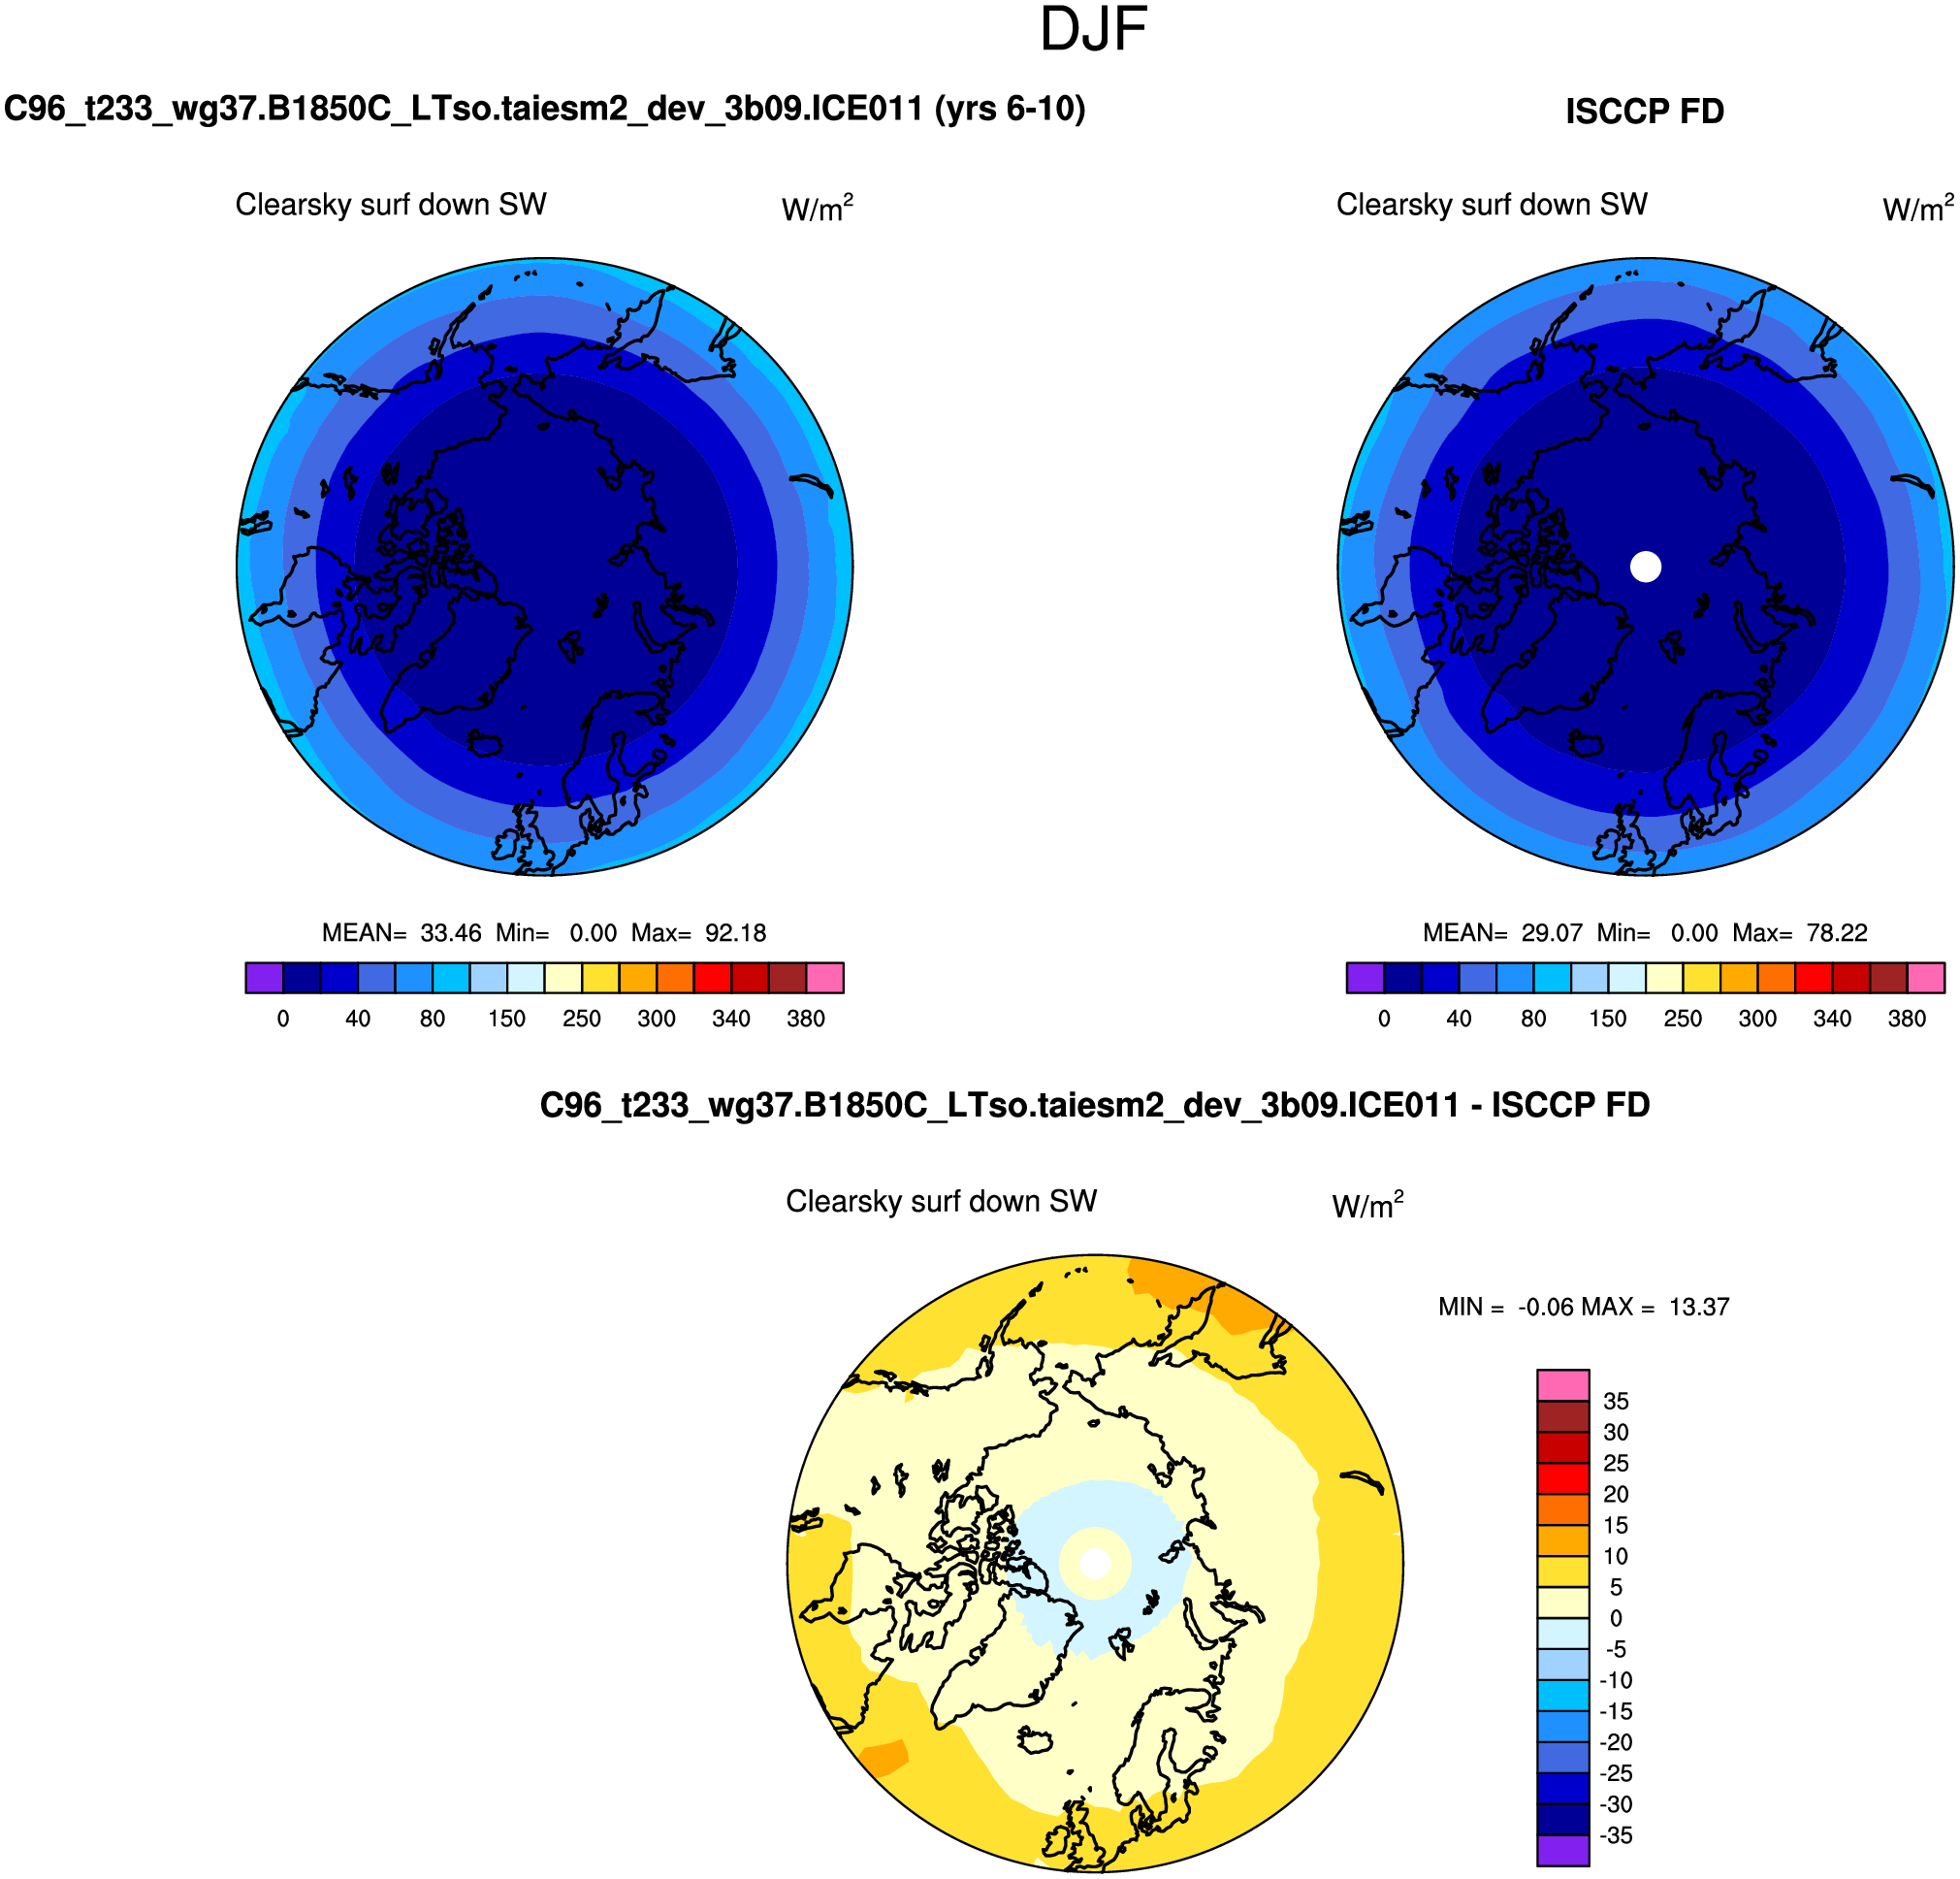 DJF
C96_t233_wg37.B1850C_LTso.taiesm2_dev_3b09.ICE011 (yrs 6-10)
ISCCP FD
Clearsky surf down SW W/m²
Clearsky surf down SW W/m²
MEAN= 33.46 Min= 0.00 Max= 92.18
0 40 80 150 250 300 340 380
MEAN= 29.07 Min= 0.00 Max= 78.22
0 40 80 150 250 300 340 380
C96_t233_wg37.B1850C_LTso.taiesm2_dev_3b09.ICE011 - ISCCP FD
Clearsky surf down SW W/m²
MIN = -0.06 MAX = 13.37
35
30
25
20
15
10
5
0
-5
-10
-15
-20
-25
-30
-35